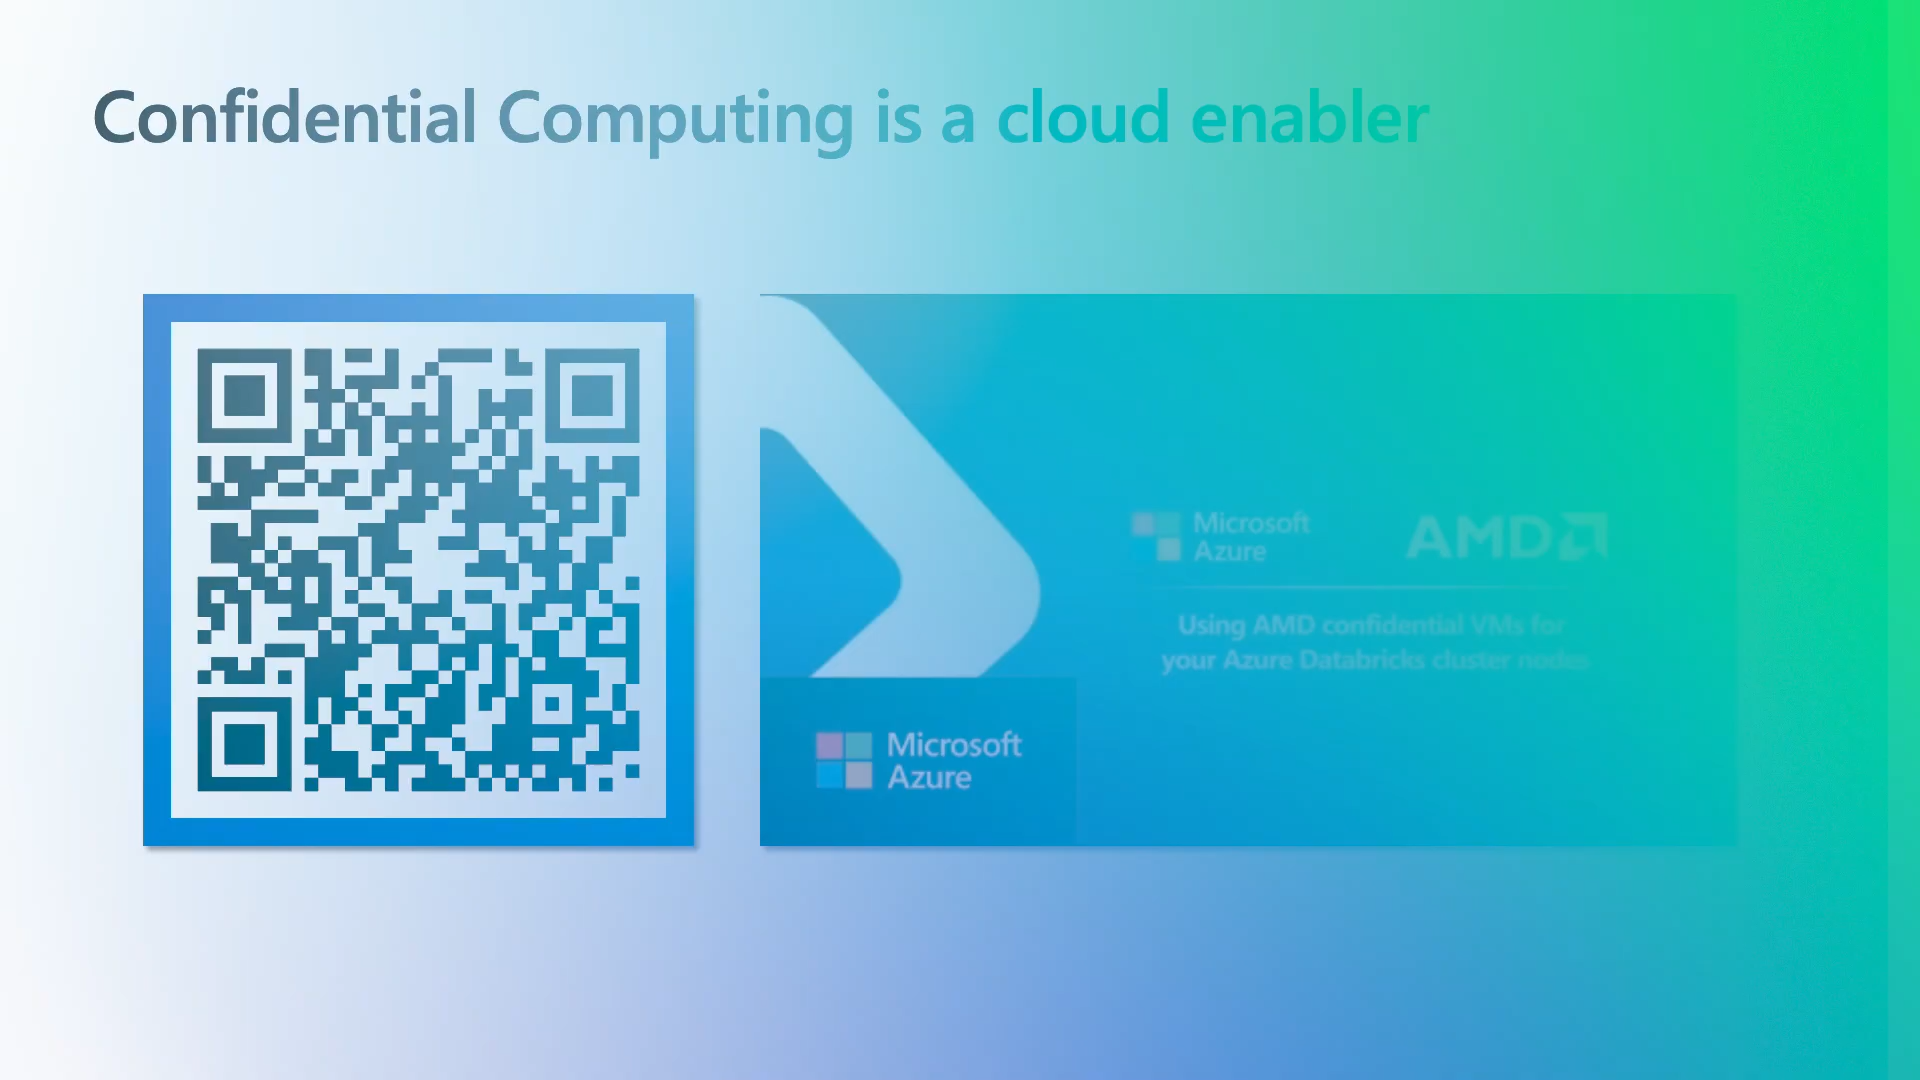 Confidential Computing is a cloud enabler
Microsoft
Azure
AMD
Using AMD confidential VMs for
your Azure Databricks cluster nodes
Microsoft
Azure